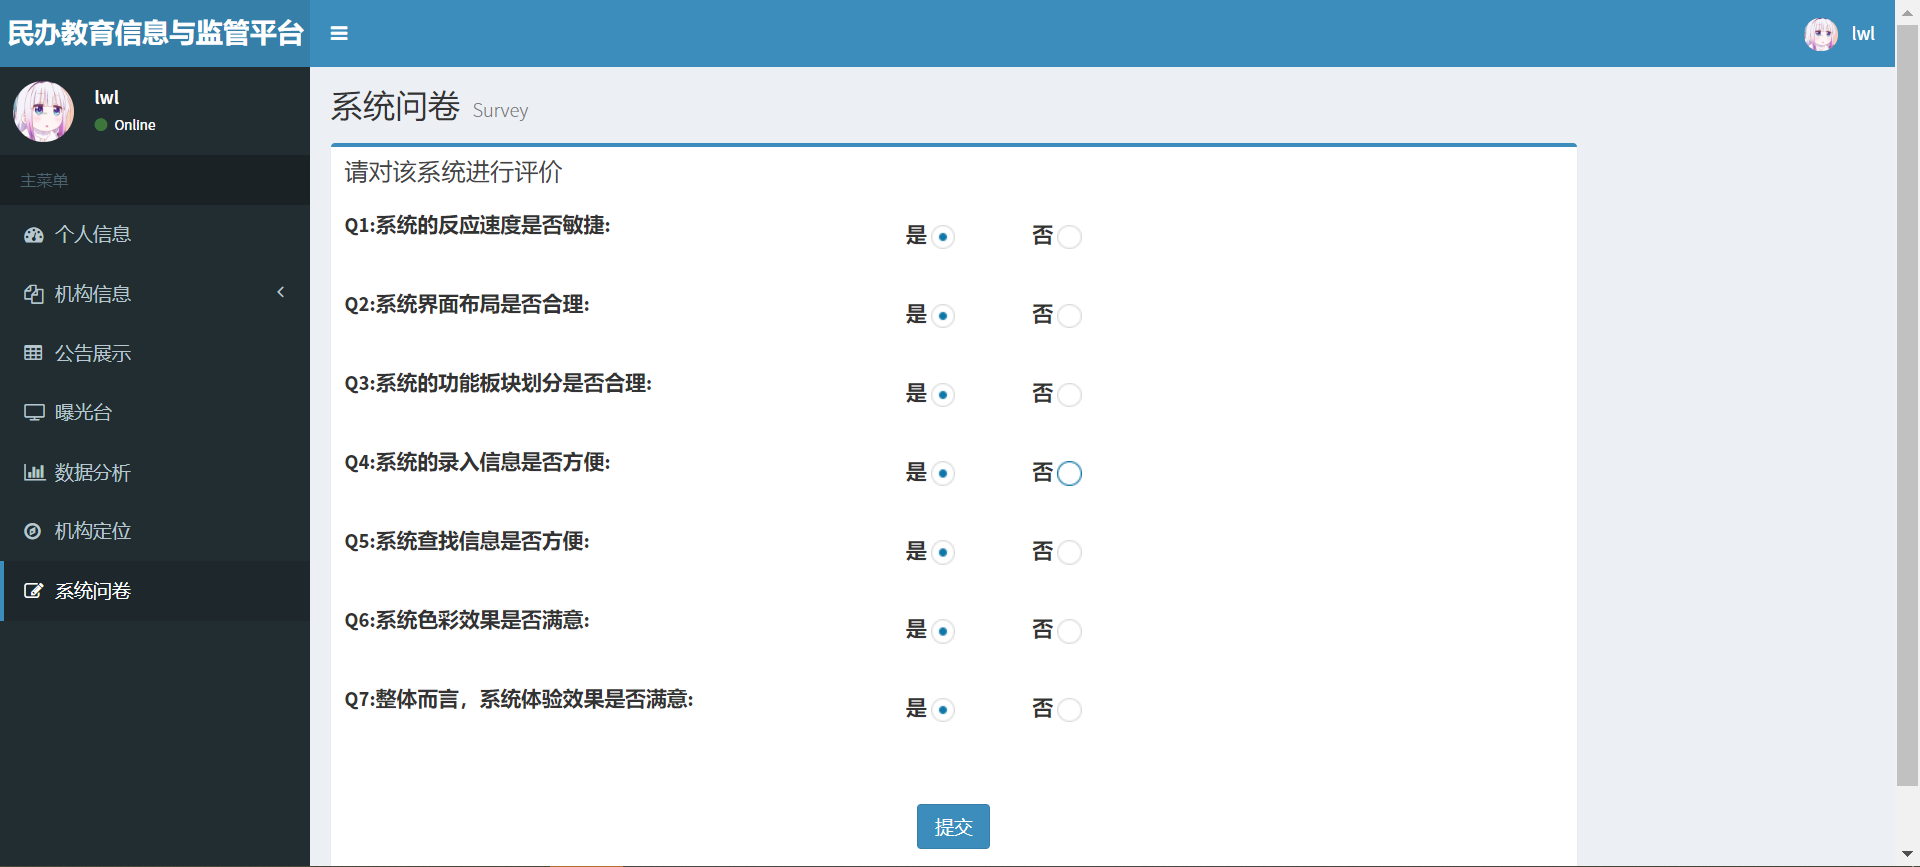 民办教育信息与监管平台
lwl
lwl
Online
主菜单
个人信息
机构信息
公告展示
曝光台
数据分析
机构定位
系统问卷
系统问卷 Survey
请对该系统进行评价
Q1:系统的反应速度是否敏捷: 是 否
Q2:系统界面布局是否合理: 是 否
Q3:系统的功能板块划分是否合理: 是 否
Q4:系统的录入信息是否方便: 是 否
Q5:系统查找信息是否方便: 是 否
Q6:系统色彩效果是否满意: 是 否
Q7:整体而言，系统体验效果是否满意: 是 否
提交